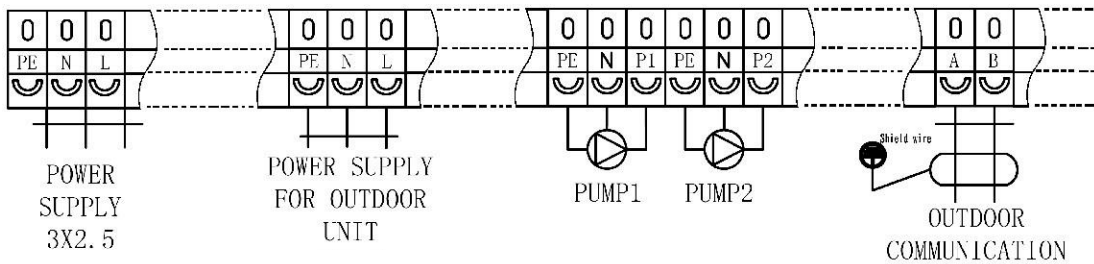 0 0 0 0 0 0 0 0 0 0 0 0 0 0
PE N L PE N L PE N P1 PE N P2 A B
Shield wire
POWER SUPPLY 3X2.5
POWER SUPPLY FOR OUTDOOR UNIT
PUMP1 PUMP2
OUTDOOR COMMUNICATION